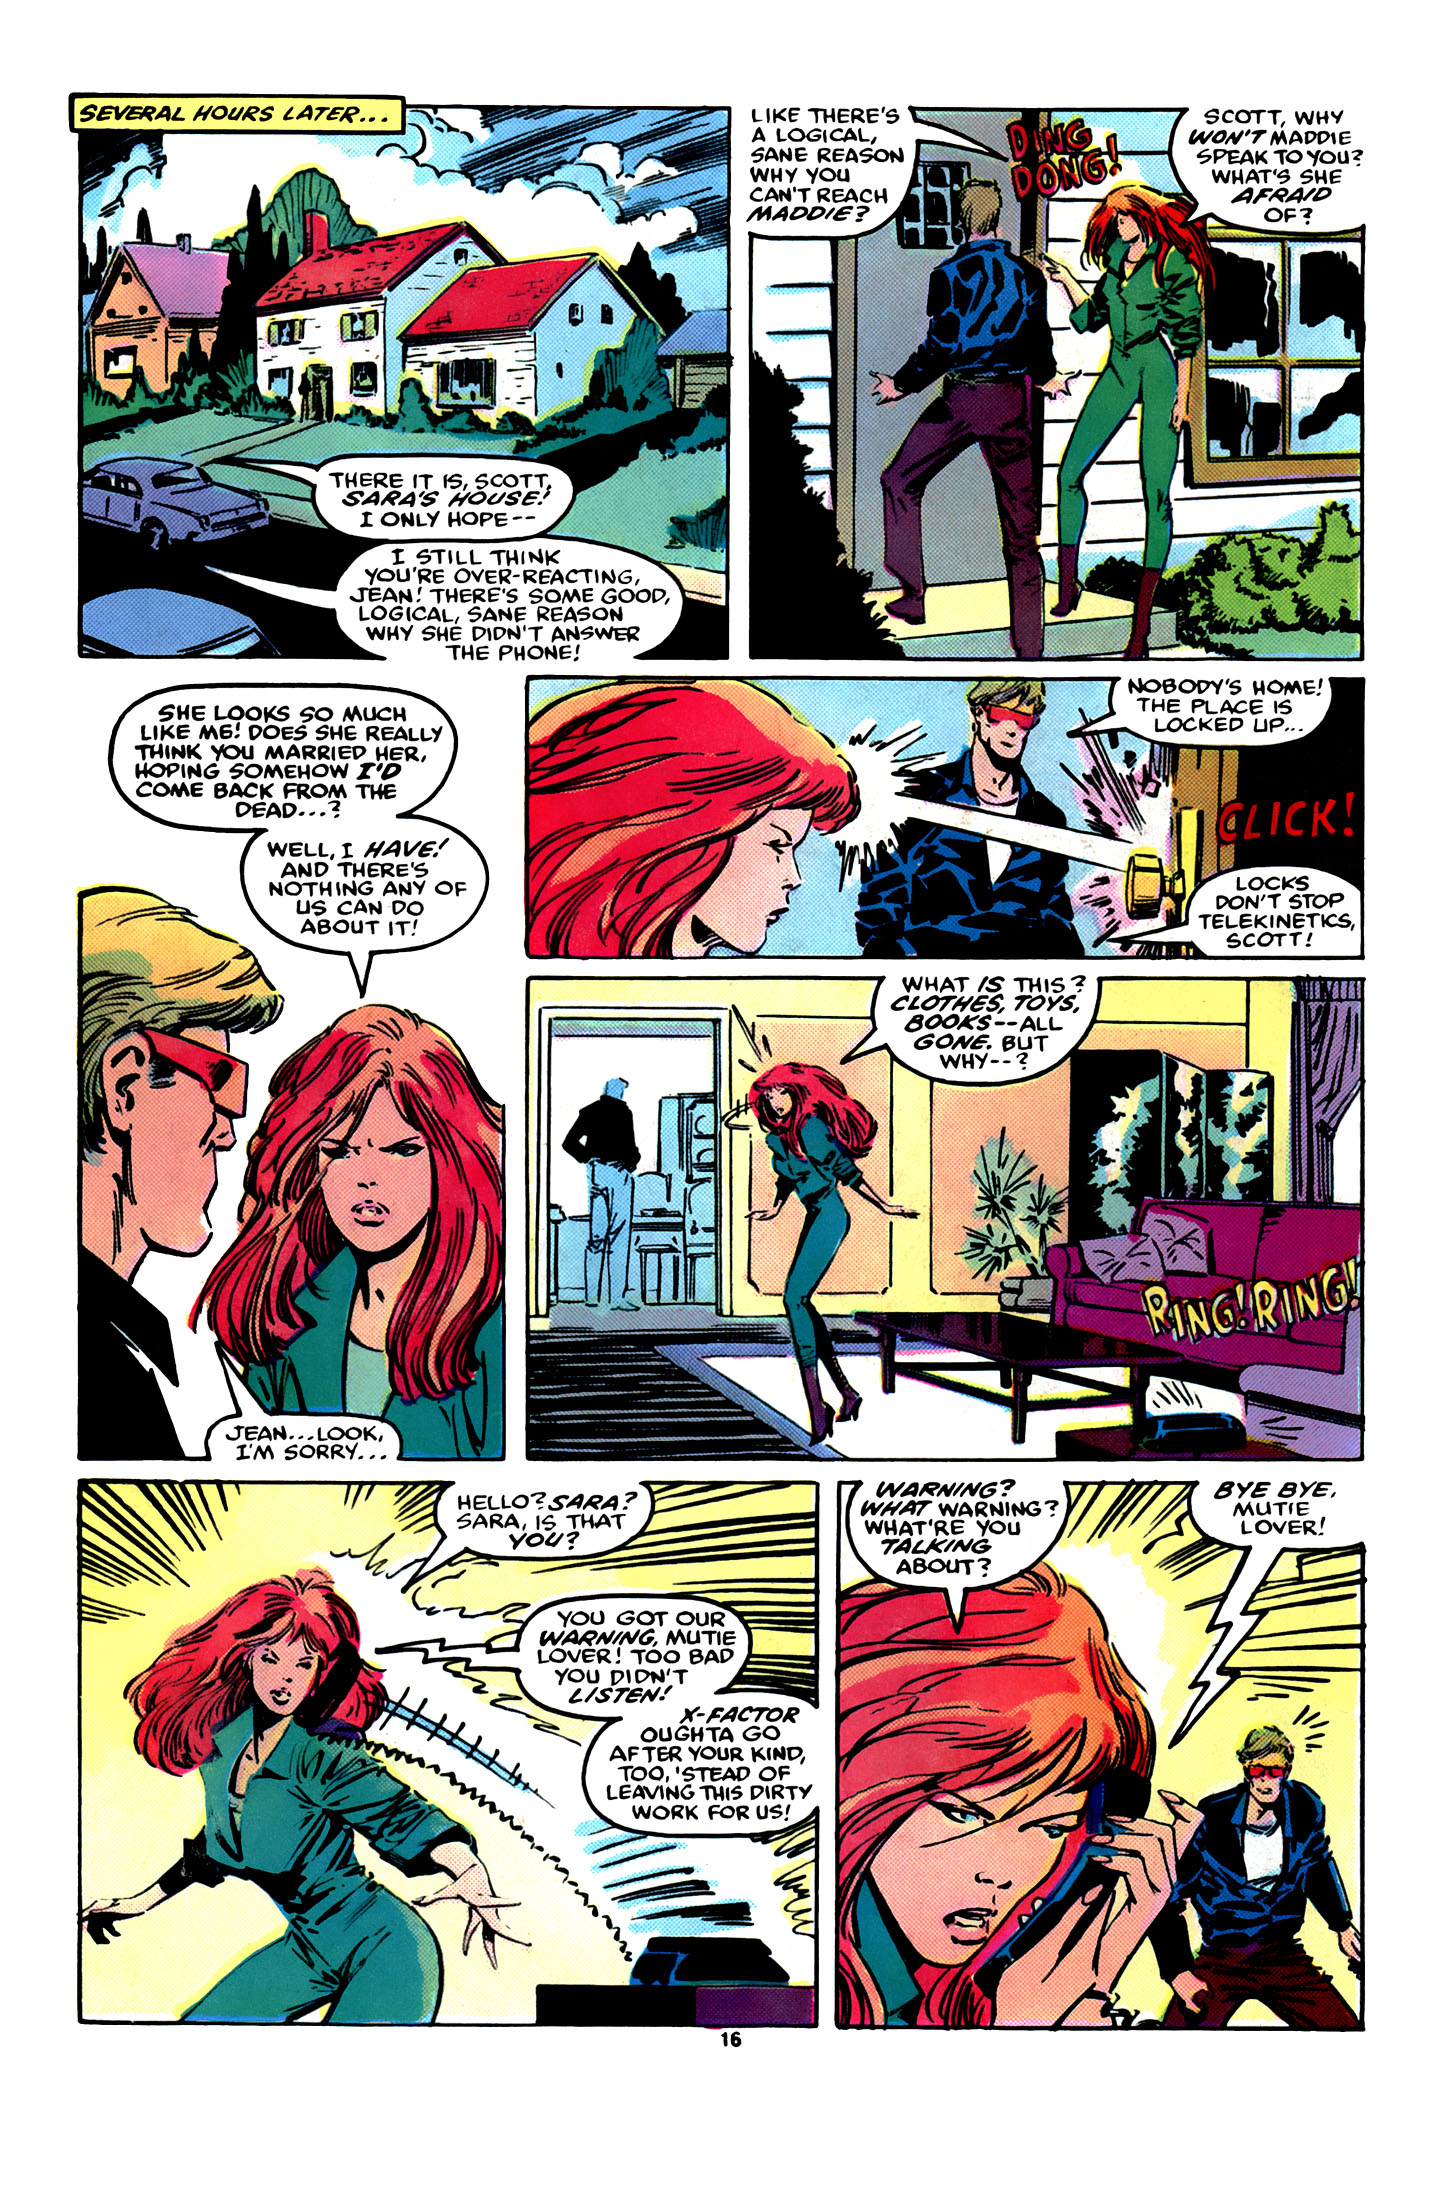 SEVERAL HOURS LATER...
THERE IT IS, SCOTT,
SARA'S HOUSE!
I ONLY HOPE--
I STILL THINK
YOU'RE OVER-REACTING,
JEAN! THERE'S SOME GOOD,
LOGICAL, SANE REASON
WHY SHE DIDN'T ANSWER
THE PHONE!
LIKE THERE'S
A LOGICAL,
SANE REASON
WHY YOU
CAN'T REACH
MADDIE?
DING
DONG!
SCOTT, WHY
WON'T MADDIE
SPEAK TO YOU?
WHAT'S SHE
AFRAID
OF?
SHE LOOKS SO MUCH
LIKE ME! DOES SHE REALLY
THINK YOU MARRIED HER,
HOPING SOMEHOW I'D
COME BACK FROM THE
DEAD...?
WELL, I HAVE!
AND THERE'S
NOTHING ANY OF
US CAN DO
ABOUT IT!
JEAN...LOOK,
I'M SORRY...
NOBODY'S HOME!
THE PLACE IS
LOCKED UP...
CLICK!
LOCKS
DON'T STOP
TELEKINETICS,
SCOTT!
WHAT IS THIS?
CLOTHES, TOYS,
BOOKS--ALL
GONE. BUT
WHY--?
RING! RING!
HELLO? SARA?
SARA, IS THAT
YOU?
YOU GOT OUR
WARNING, MUTIE
LOVER! TOO BAD
YOU DIDN'T
LISTEN!
X-FACTOR
OUGHTA GO
AFTER YOUR KIND,
TOO, 'STEAD OF
LEAVING THIS DIRTY
WORK FOR US!
WARNING?
WHAT WARNING?
WHAT'RE YOU
TALKING
ABOUT?
BYE BYE,
MUTIE
LOVER!
16